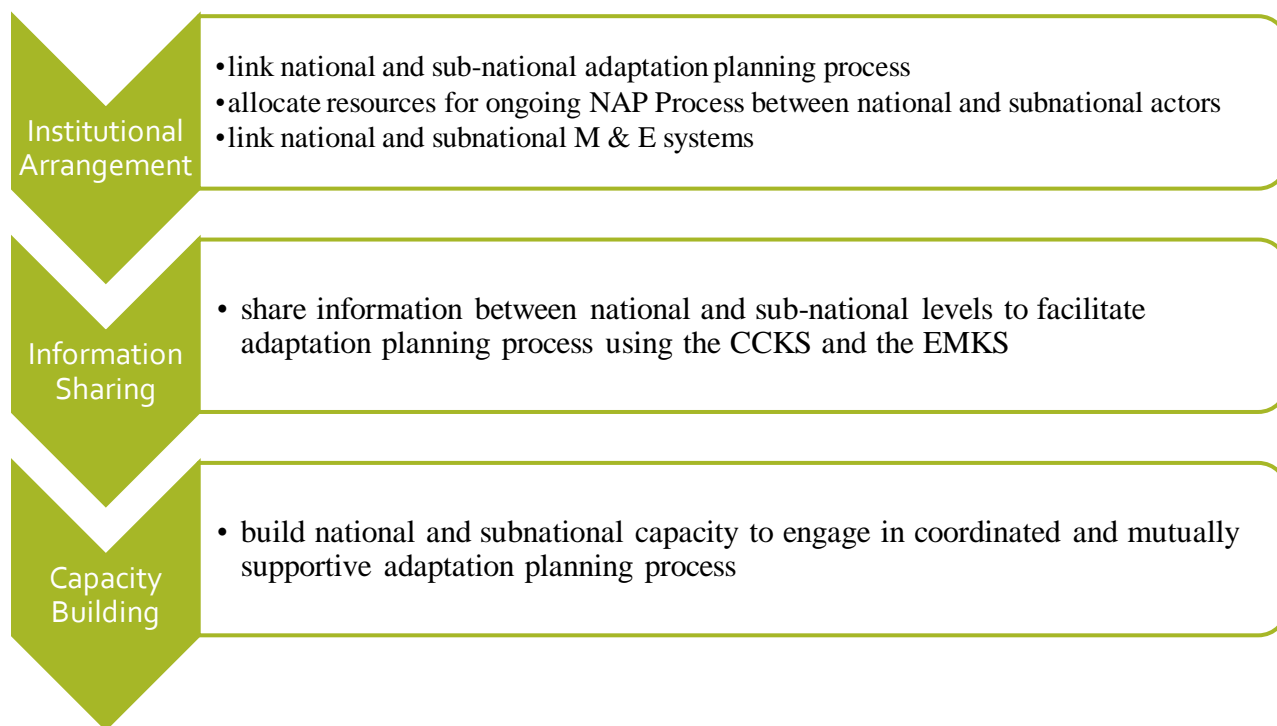 Institutional
Arrangement
•link national and sub-national adaptation planning process
•allocate resources for ongoing NAP Process between national and subnational actors
•link national and subnational M & E systems
Information
Sharing
• share information between national and sub-national levels to facilitate
adaptation planning process using the CCKS and the EMKS
Capacity
Building
• build national and subnational capacity to engage in coordinated and mutually
supportive adaptation planning process